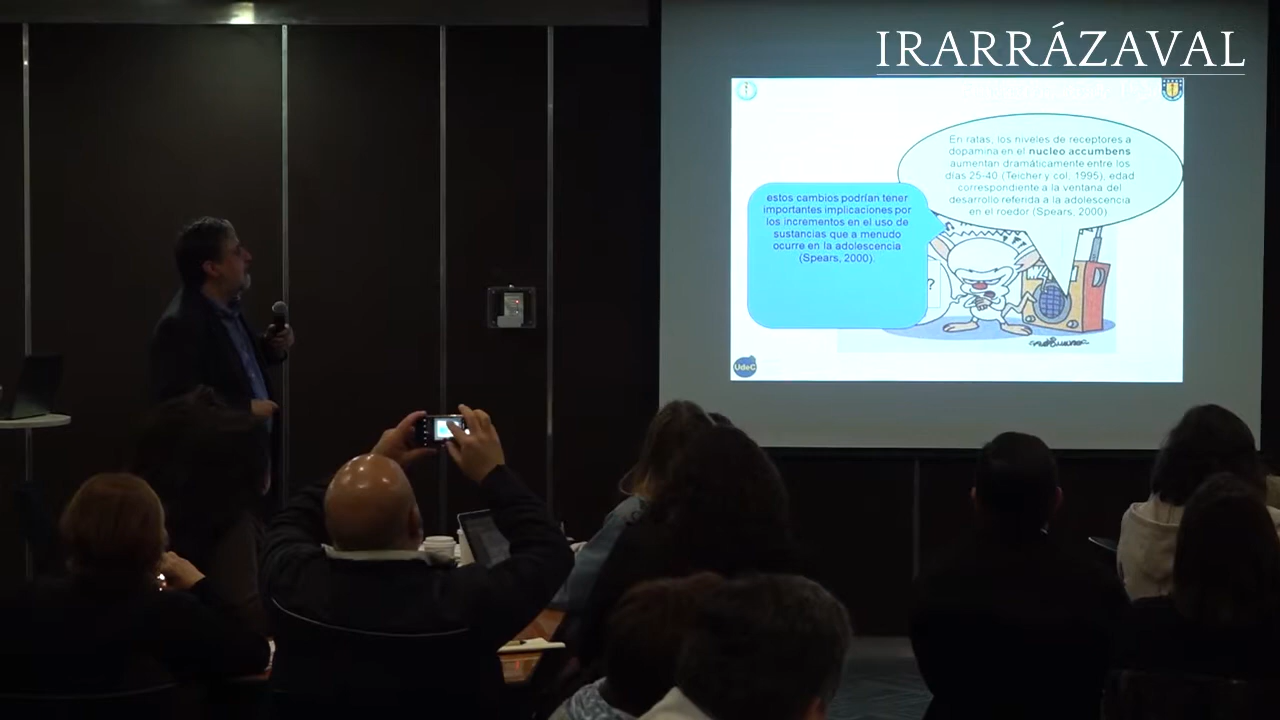 IRARRÁZAVAL
En ratas, los niveles de receptores a
dopamina en el nucleo accumbens
aumentan dramáticamente entre los
días 25-40 (Teicher y col, 1995), edad
correspondiente a la ventana del
desarrollo referida a la adolescencia
en el roedor (Spears, 2000)
estos cambios podrían tener
importantes implicaciones por
los incrementos en el uso de
sustancias que a menudo
ocurre en la adolescencia
(Spears, 2000).
?
UdeC